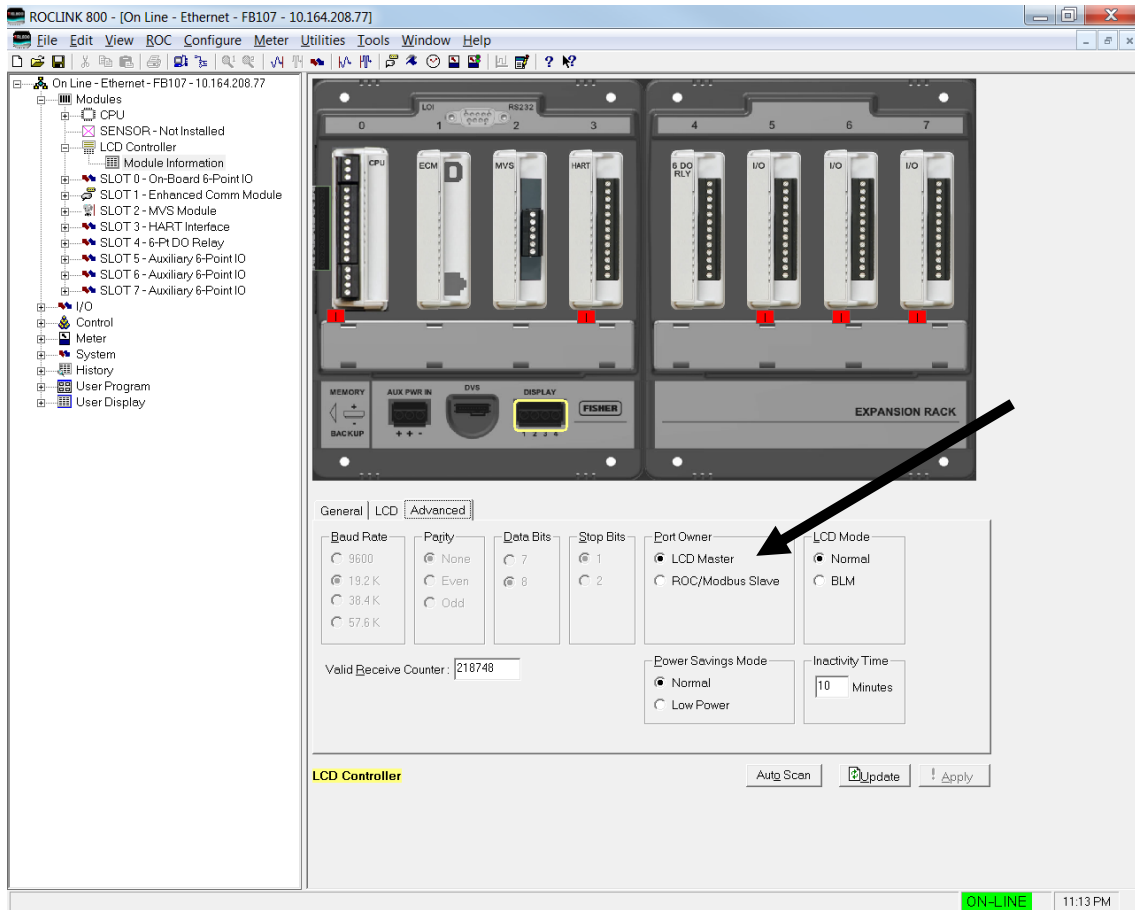 ROCLINK 800 - [On Line - Ethernet - FB107 - 10.164.208.77]
File Edit View ROC Configure Meter Utilities Tools Window Help
On Line - Ethernet - FB107 - 10.164.208.77
Modules
CPU
SENSOR - Not Installed
LCD Controller
Module Information
SLOT 0 - On-Board 6-Point IO
SLOT 1 - Enhanced Comm Module
SLOT 2 - MVS Module
SLOT 3 - HART Interface
SLOT 4 - 6-Pt DO Relay
SLOT 5 - Auxiliary 6-Point IO
SLOT 6 - Auxiliary 6-Point IO
SLOT 7 - Auxiliary 6-Point IO
I/O
Control
Meter
System
History
User Program
User Display
LOI RS232
0 1 2 3 4 5 6 7
CPU ECM D MVS HART 6 DO RLY I/O I/O I/O
MEMORY BACKUP
AUX PWR IN
+ + -
DVS
DISPLAY
1 2 3 4
FISHER
EXPANSION RACK
General LCD Advanced
Baud Rate Parity Data Bits Stop Bits Port Owner LCD Mode
9600 None 7 1 LCD Master Normal
19.2 K Even 8 2 ROC/Modbus Slave BLM
38.4 K Odd
57.6 K
Valid Receive Counter : 218748
Power Savings Mode Inactivity Time
Normal 10 Minutes
Low Power
LCD Controller
Auto Scan Update ! Apply
ON-LINE 11:13 PM